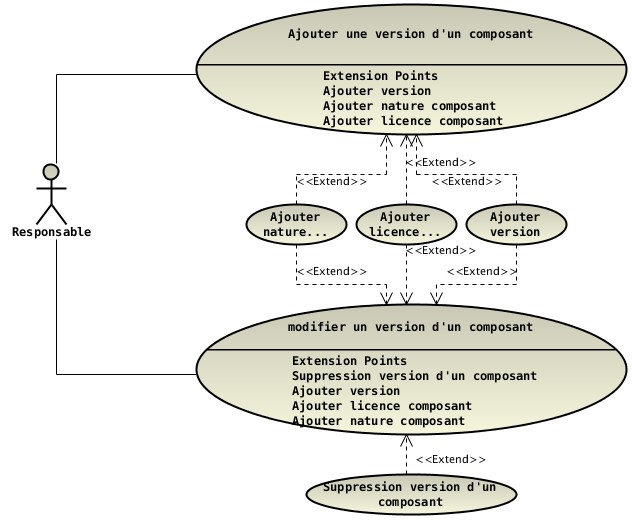 Ajouter une version d'un composant
Extension Points
Ajouter version
Ajouter nature composant
Ajouter licence composant
<<Extend>>
<<Extend>>
<<Extend>>
Ajouter
nature...
Ajouter
licence...
Ajouter
version
Responsable
<<Extend>>
<<Extend>>
<<Extend>>
modifier un version d'un composant
Extension Points
Suppression version d'un composant
Ajouter version
Ajouter licence composant
Ajouter nature composant
<<Extend>>
Suppression version d'un
composant